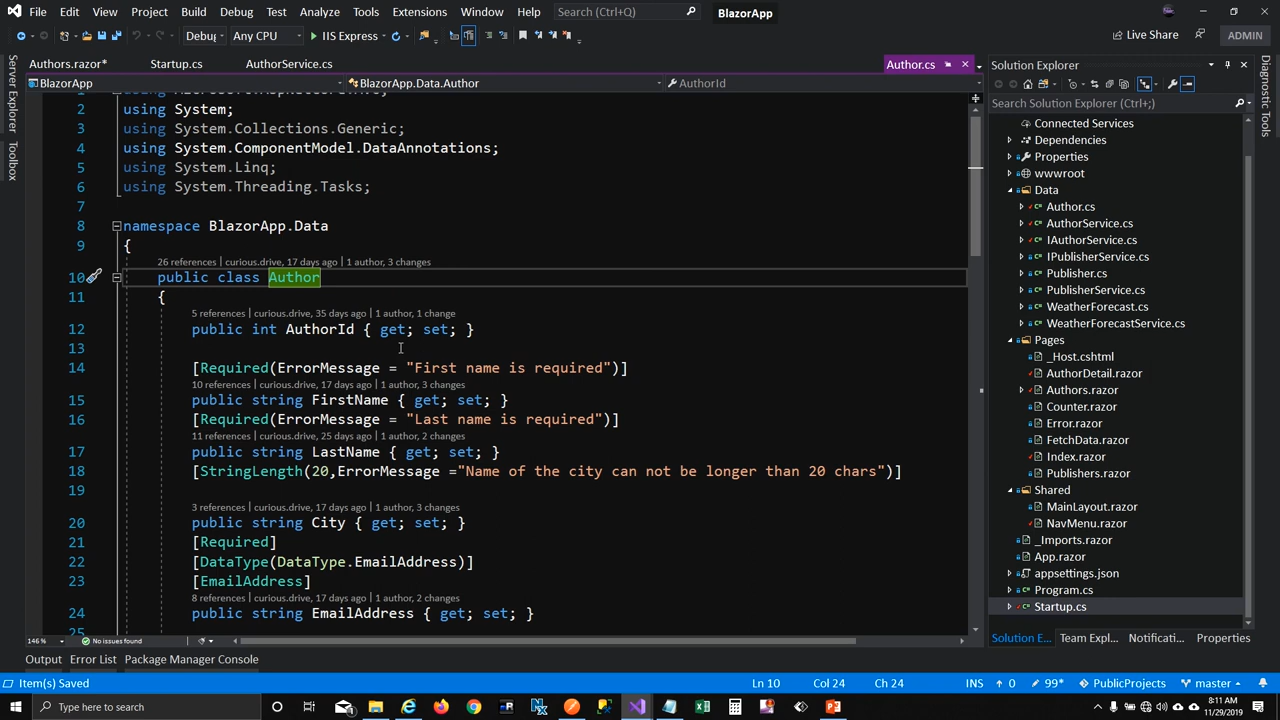 File Edit View Project Build Debug Test Analyze Tools Extensions Window Help Search (Ctrl+Q) BlazorApp
Debug Any CPU IIS Express Live Share ADMIN
Authors.razor* Startup.cs AuthorService.cs Author.cs
BlazorApp BlazorApp.Data.Author AuthorId
2 using System;
3 using System.Collections.Generic;
4 using System.ComponentModel.DataAnnotations;
5 using System.Linq;
6 using System.Threading.Tasks;
7
8 namespace BlazorApp.Data
9 {
26 references | curious.drive, 17 days ago | 1 author, 3 changes
10 public class Author
11 {
5 references | curious.drive, 35 days ago | 1 author, 1 change
12 public int AuthorId { get; set; }
13
14 [Required(ErrorMessage = "First name is required")]
10 references | curious.drive, 17 days ago | 1 author, 3 changes
15 public string FirstName { get; set; }
16 [Required(ErrorMessage = "Last name is required")]
11 references | curious.drive, 25 days ago | 1 author, 2 changes
17 public string LastName { get; set; }
18 [StringLength(20,ErrorMessage ="Name of the city can not be longer than 20 chars")]
19
3 references | curious.drive, 17 days ago | 1 author, 3 changes
20 public string City { get; set; }
21 [Required]
22 [DataType(DataType.EmailAddress)]
23 [EmailAddress]
8 references | curious.drive, 17 days ago | 1 author, 2 changes
24 public string EmailAddress { get; set; }
25
146 % No issues found
Server Explorer
Toolbox
Solution Explorer
Search Solution Explorer (Ctrl+;)
Connected Services
Dependencies
Properties
wwwroot
Data
Author.cs
AuthorService.cs
IAuthorService.cs
IPublisherService.cs
Publisher.cs
PublisherService.cs
WeatherForecast.cs
WeatherForecastService.cs
Pages
_Host.cshtml
AuthorDetail.razor
Authors.razor
Counter.razor
Error.razor
FetchData.razor
Index.razor
Publishers.razor
Shared
MainLayout.razor
NavMenu.razor
_Imports.razor
App.razor
appsettings.json
Program.cs
Startup.cs
Solution E... Team Expl... Notificati... Properties
Diagnostic Tools
Output Error List Package Manager Console
Item(s) Saved Ln 10 Col 24 Ch 24 INS 0 99* PublicProjects master
Type here to search 8:11 AM
11/29/2019